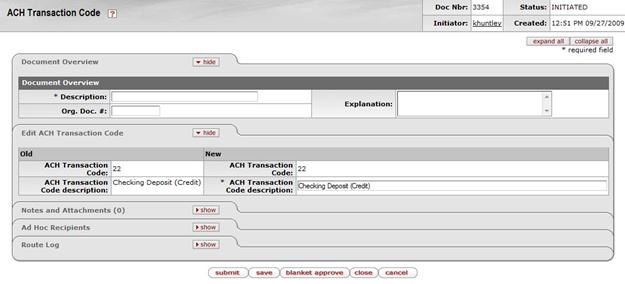 ACH Transaction Code ?
Doc Nbr: 3354 Status: INITIATED
Initiator: khuntley Created: 12:51 PM 09/27/2009
expand all collapse all
* required field
Document Overview hide
Document Overview
* Description: Explanation:
Org. Doc. #:
Edit ACH Transaction Code hide
Old New
ACH Transaction Code: 22 ACH Transaction Code: 22
ACH Transaction Code description: Checking Deposit (Credit) * ACH Transaction Code description: Checking Deposit (Credit)
Notes and Attachments (0) show
Ad Hoc Recipients show
Route Log show
submit save blanket approve close cancel